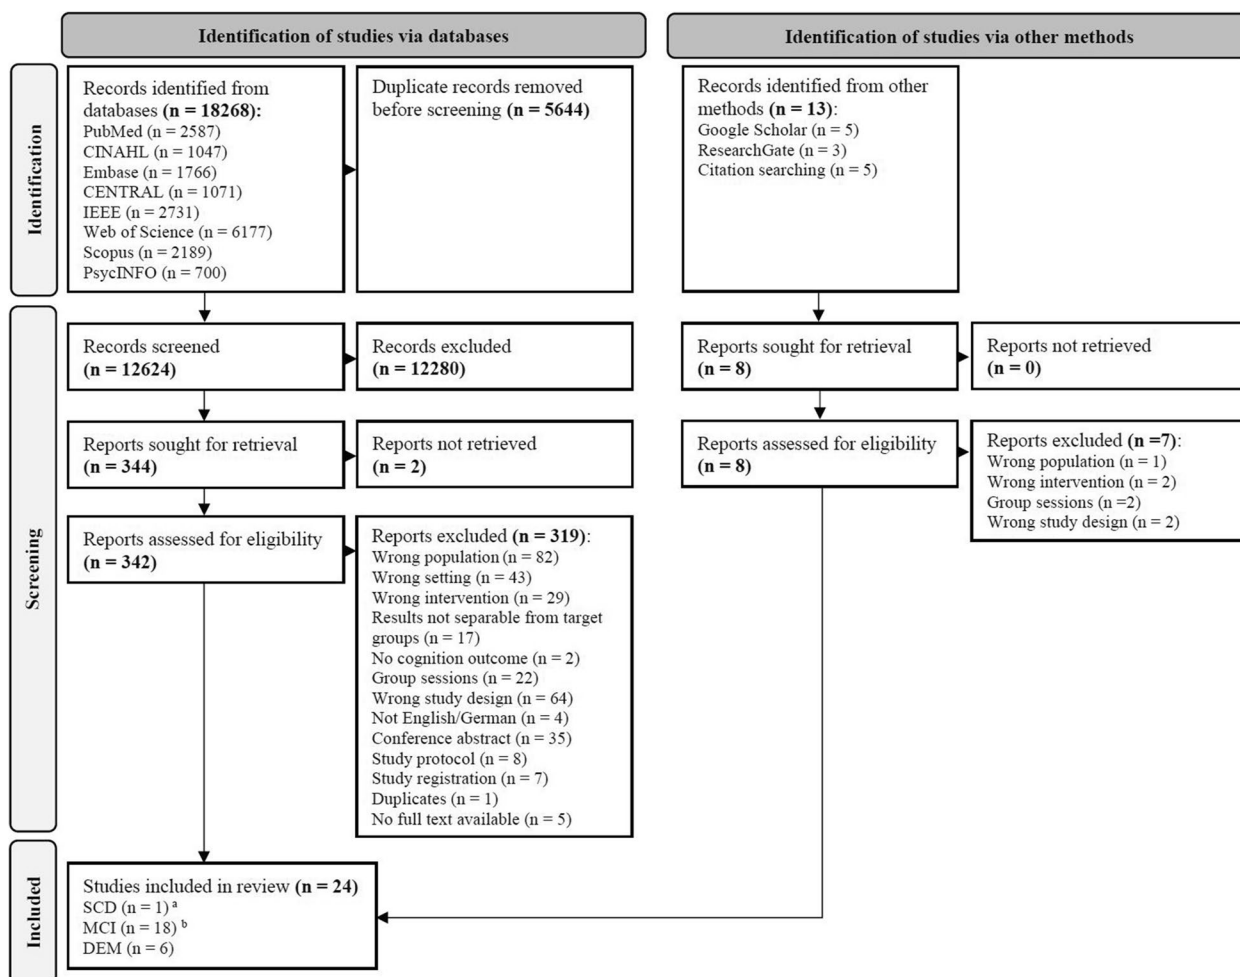 Identification of studies via databases
Identification of studies via other methods
Identification
Records identified from
databases (n = 18268):
PubMed (n = 2587)
CINAHL (n = 1047)
Embase (n = 1766)
CENTRAL (n = 1071)
IEEE (n = 2731)
Web of Science (n = 6177)
Scopus (n = 2189)
PsycINFO (n = 700)
Duplicate records removed
before screening (n = 5644)
Records identified from other
methods (n = 13):
Google Scholar (n = 5)
ResearchGate (n = 3)
Citation searching (n = 5)
Screening
Records screened
(n = 12624)
Records excluded
(n = 12280)
Reports sought for retrieval
(n = 8)
Reports not retrieved
(n = 0)
Reports sought for retrieval
(n = 344)
Reports not retrieved
(n = 2)
Reports assessed for eligibility
(n = 8)
Reports excluded (n =7):
Wrong population (n = 1)
Wrong intervention (n = 2)
Group sessions (n =2)
Wrong study design (n = 2)
Reports assessed for eligibility
(n = 342)
Reports excluded (n = 319):
Wrong population (n = 82)
Wrong setting (n = 43)
Wrong intervention (n = 29)
Results not separable from target
groups (n = 17)
No cognition outcome (n = 2)
Group sessions (n = 22)
Wrong study design (n = 64)
Not English/German (n = 4)
Conference abstract (n = 35)
Study protocol (n = 8)
Study registration (n = 7)
Duplicates (n = 1)
No full text available (n = 5)
Included
Studies included in review (n = 24)
SCD (n = 1) a
MCI (n = 18) b
DEM (n = 6)